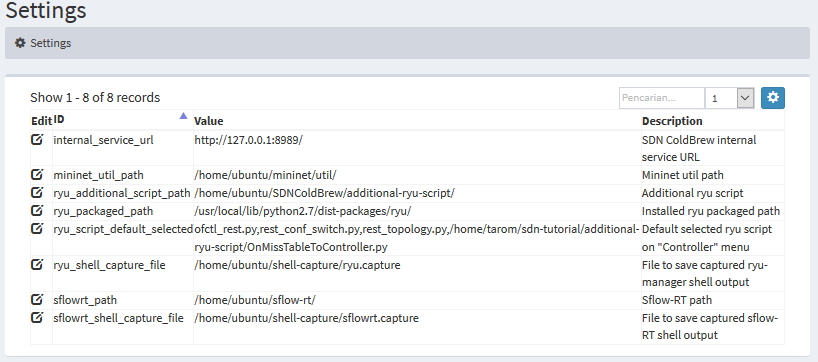 Settings
Settings
Show 1 - 8 of 8 records
Pencarian...
1
Edit ID Value Description
internal_service_url http://127.0.0.1:8989/ SDN ColdBrew internal
service URL
mininet_util_path /home/ubuntu/mininet/util/ Mininet util path
ryu_additional_script_path /home/ubuntu/SDNColdBrew/additional-ryu-script/ Additional ryu script
ryu_packaged_path /usr/local/lib/python2.7/dist-packages/ryu/ Installed ryu packaged path
ryu_script_default_selected ofctl_rest.py,rest_conf_switch.py,rest_topology.py,/home/tarom/sdn-tutorial/additional- Default selected ryu script
ryu-script/OnMissTableToController.py on "Controller" menu
ryu_shell_capture_file /home/ubuntu/shell-capture/ryu.capture File to save captured ryu-
manager shell output
sflowrt_path /home/ubuntu/sflow-rt/ Sflow-RT path
sflowrt_shell_capture_file /home/ubuntu/shell-capture/sflowrt.capture File to save captured sflow-
RT shell output